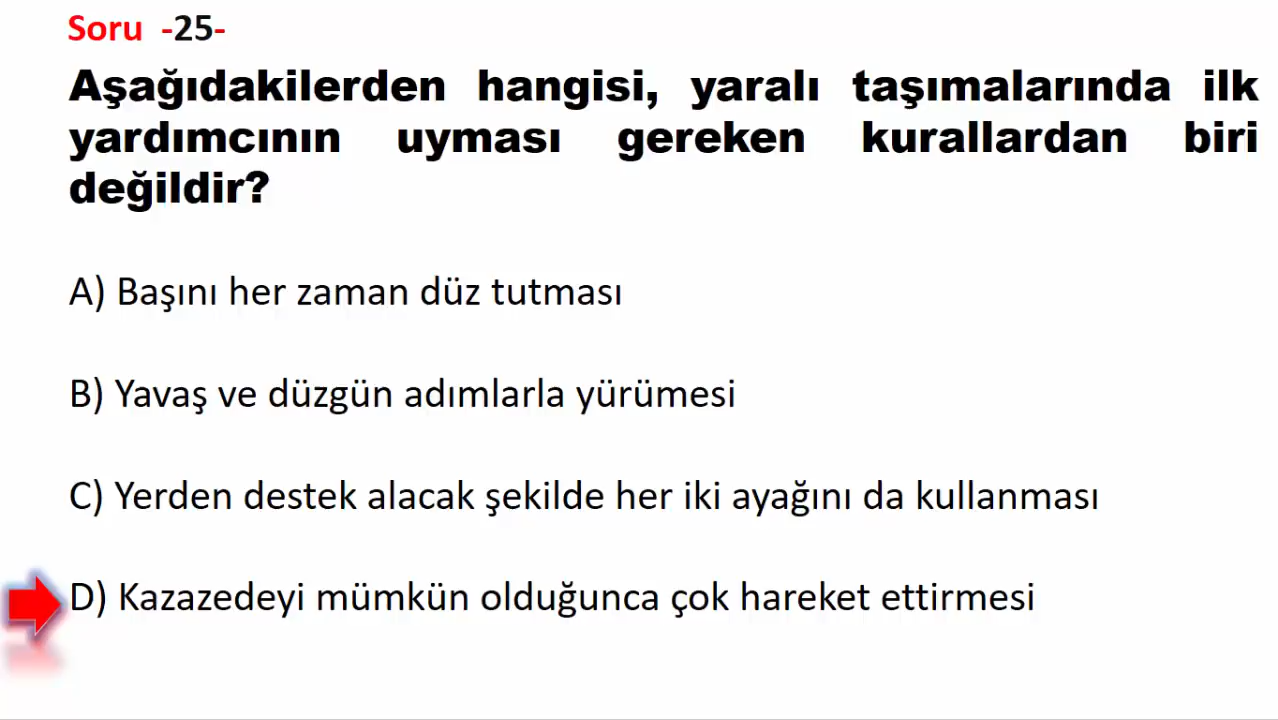 Soru -25-
Aşağıdakilerden hangisi, yaralı taşımalarında ilk
yardımcının uyması gereken kurallardan biri
değildir?
A) Başını her zaman düz tutması
B) Yavaş ve düzgün adımlarla yürümesi
C) Yerden destek alacak şekilde her iki ayağını da kullanması
D) Kazazedeyi mümkün olduğunca çok hareket ettirmesi